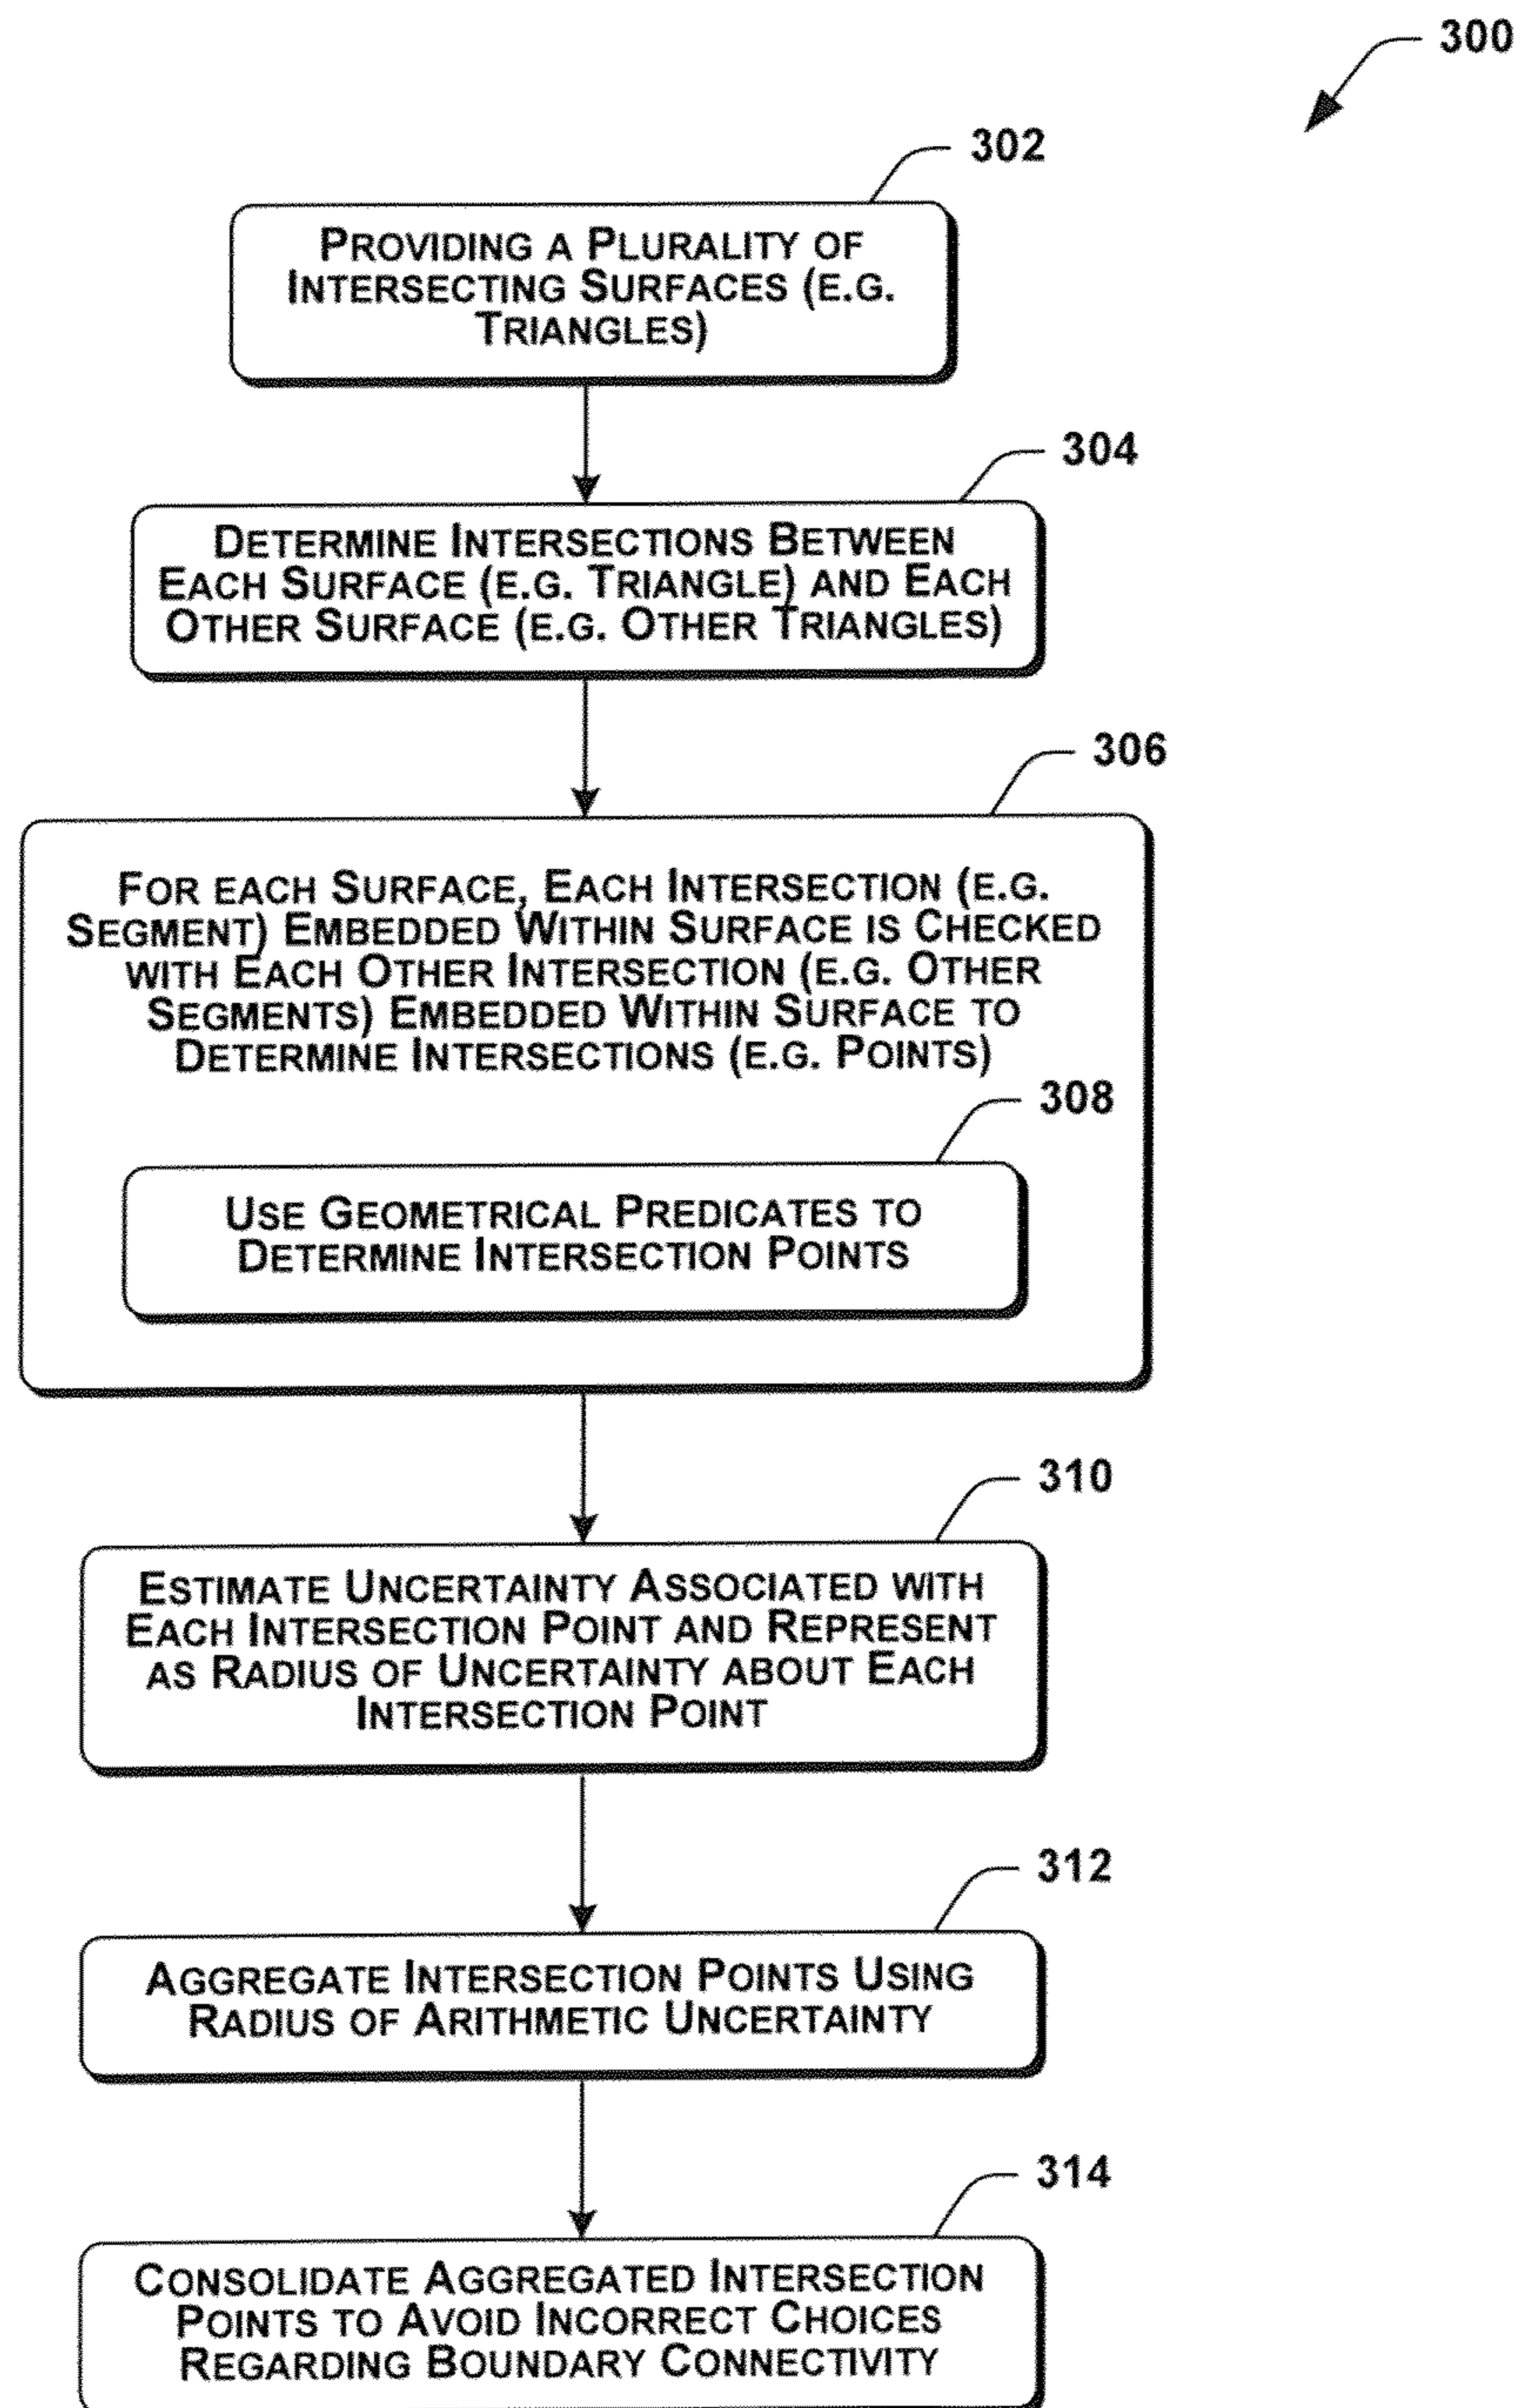 300
302
PROVIDING A PLURALITY OF
INTERSECTING SURFACES (E.G.
TRIANGLES)
304
DETERMINE INTERSECTIONS BETWEEN
EACH SURFACE (E.G. TRIANGLE) AND EACH
OTHER SURFACE (E.G. OTHER TRIANGLES)
306
FOR EACH SURFACE, EACH INTERSECTION (E.G.
SEGMENT) EMBEDDED WITHIN SURFACE IS CHECKED
WITH EACH OTHER INTERSECTION (E.G. OTHER
SEGMENTS) EMBEDDED WITHIN SURFACE TO
DETERMINE INTERSECTIONS (E.G. POINTS)
308
USE GEOMETRICAL PREDICATES TO
DETERMINE INTERSECTION POINTS
310
ESTIMATE UNCERTAINTY ASSOCIATED WITH
EACH INTERSECTION POINT AND REPRESENT
AS RADIUS OF UNCERTAINTY ABOUT EACH
INTERSECTION POINT
312
AGGREGATE INTERSECTION POINTS USING
RADIUS OF ARITHMETIC UNCERTAINTY
314
CONSOLIDATE AGGREGATED INTERSECTION
POINTS TO AVOID INCORRECT CHOICES
REGARDING BOUNDARY CONNECTIVITY